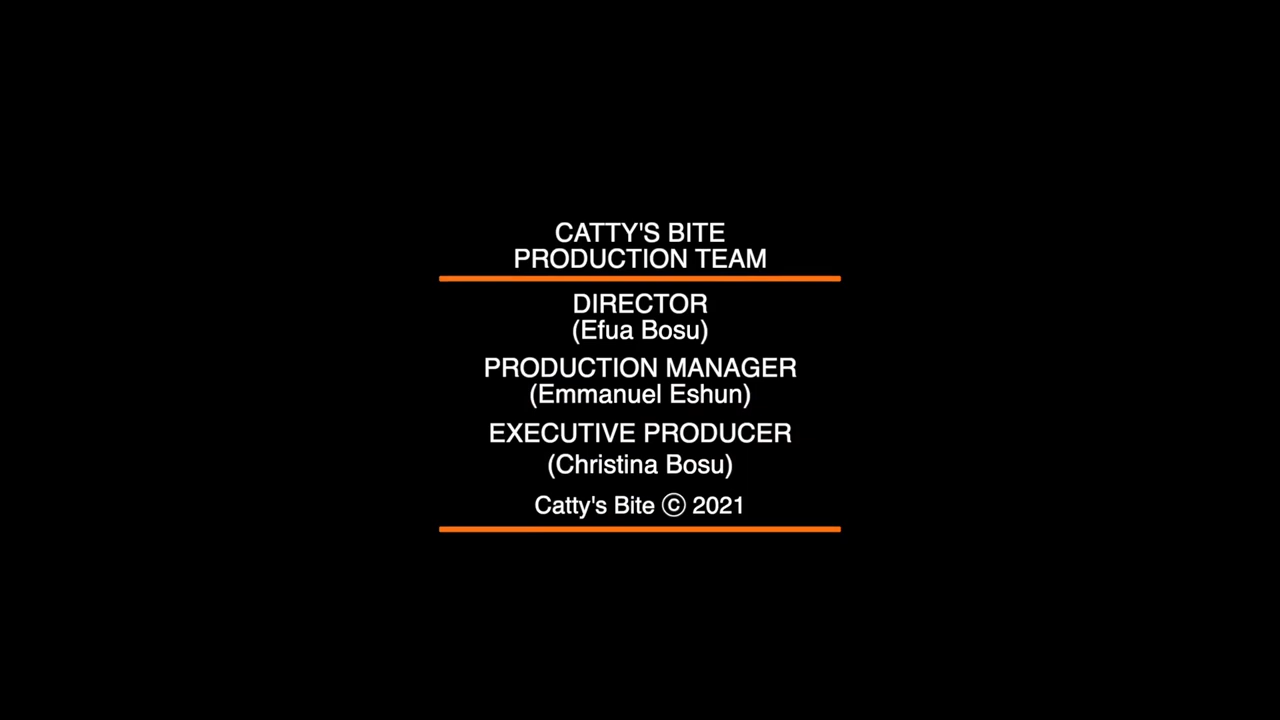 CATTY'S BITE
PRODUCTION TEAM
DIRECTOR
(Efua Bosu)
PRODUCTION MANAGER
(Emmanuel Eshun)
EXECUTIVE PRODUCER
(Christina Bosu)
Catty's Bite ⓒ 2021